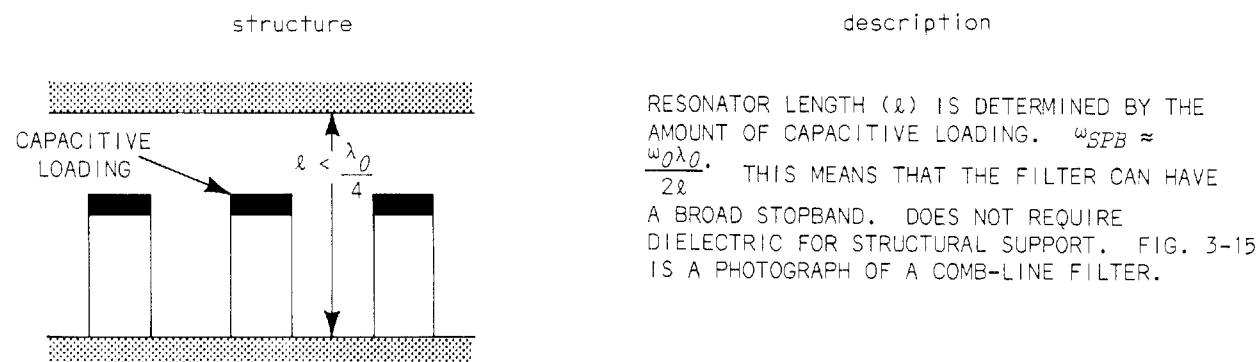 structure
description
CAPACITIVE
LOADING
ℓ < λ0/4
RESONATOR LENGTH (ℓ) IS DETERMINED BY THE
AMOUNT OF CAPACITIVE LOADING. ωSPB ≈
ω0λ0/2ℓ. THIS MEANS THAT THE FILTER CAN HAVE
A BROAD STOPBAND. DOES NOT REQUIRE
DIELECTRIC FOR STRUCTURAL SUPPORT. FIG. 3-15
IS A PHOTOGRAPH OF A COMB-LINE FILTER.